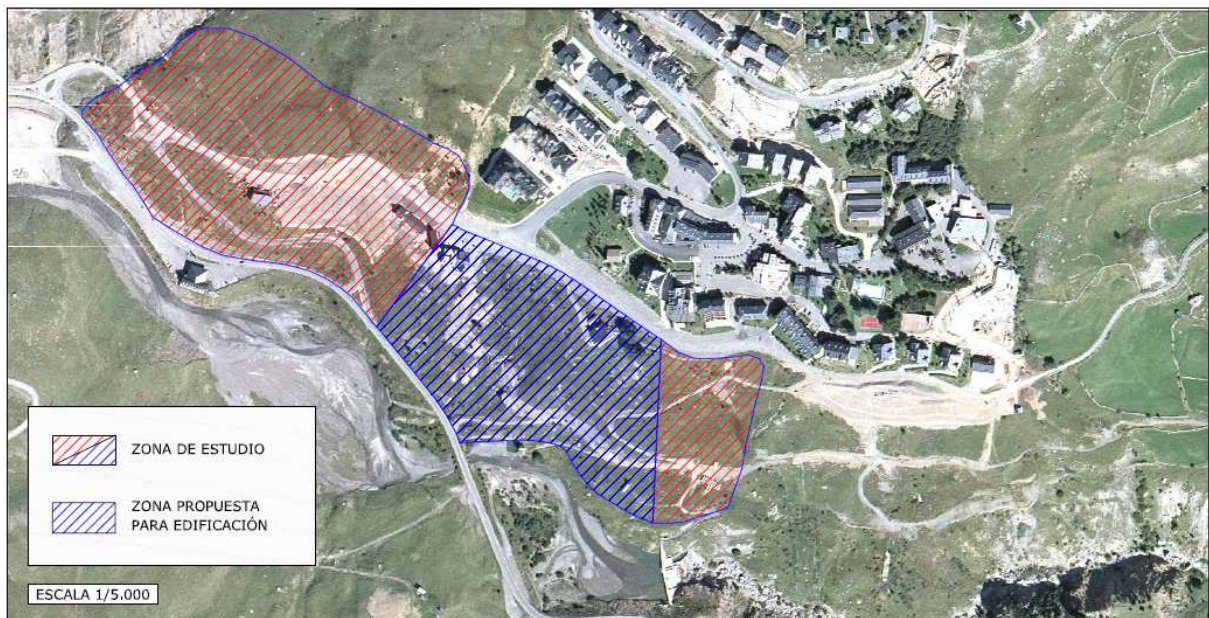 ZONA DE ESTUDIO
ZONA PROPUESTA
PARA EDIFICACIÓN
ESCALA 1/5.000